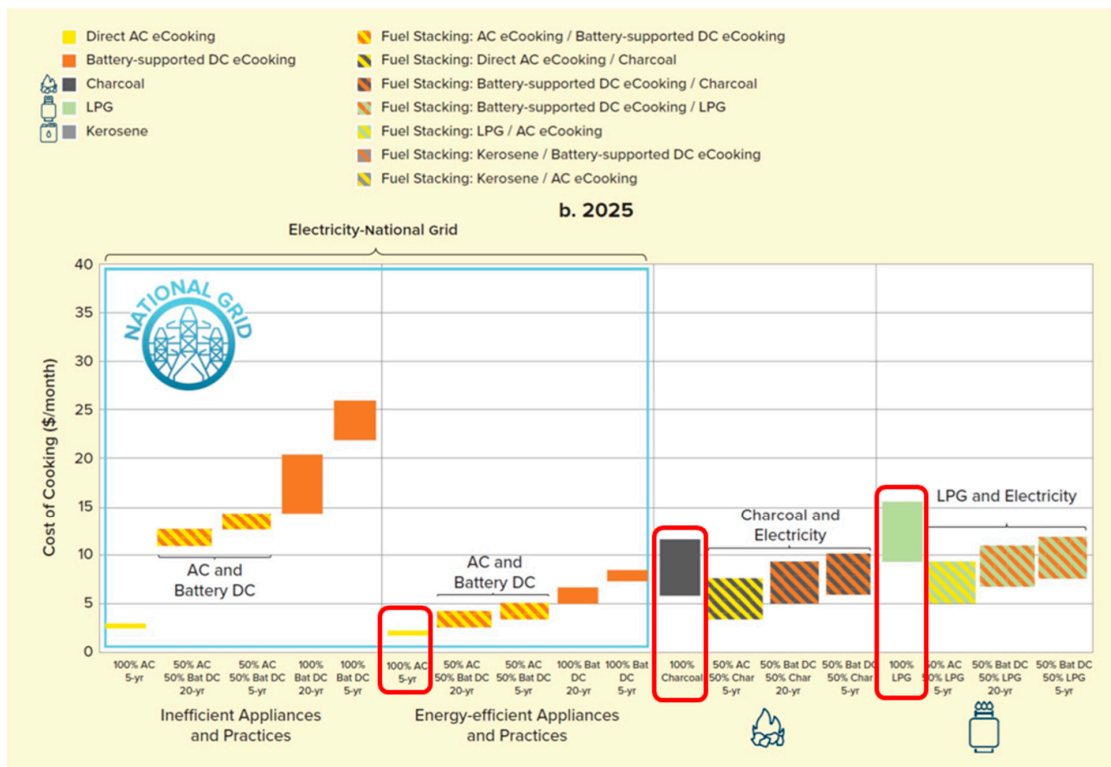 Direct AC eCooking
Battery-supported DC eCooking
Charcoal
LPG
Kerosene
Fuel Stacking: AC eCooking / Battery-supported DC eCooking
Fuel Stacking: Direct AC eCooking / Charcoal
Fuel Stacking: Battery-supported DC eCooking / Charcoal
Fuel Stacking: Battery-supported DC eCooking / LPG
Fuel Stacking: LPG / AC eCooking
Fuel Stacking: Kerosene / Battery-supported DC eCooking
Fuel Stacking: Kerosene / AC eCooking
b. 2025
Electricity-National Grid
NATIONAL GRID
Cost of Cooking ($/month)
40
35
30
25
20
15
10
5
0
AC and
Battery DC
AC and
Battery DC
Charcoal and
Electricity
LPG and Electricity
100% AC
5-yr
50% AC
50% Bat DC
20-yr
50% AC
50% Bat DC
5-yr
100%
Bat DC
20-yr
100%
Bat DC
5-yr
100% AC
5-yr
50% AC
50% Bat DC
20-yr
50% AC
50% Bat DC
5-yr
100% Bat
DC
20-yr
100% Bat
DC
5-yr
100%
Charcoal
50% AC
50% Char
5-yr
50% Bat DC
50% Char
20-yr
50% Bat DC
50% Char
5-yr
100%
LPG
50% AC
50% LPG
5-yr
50% Bat DC
50% LPG
20-yr
50% Bat DC
50% LPG
5-yr
Inefficient Appliances
and Practices
Energy-efficient Appliances
and Practices